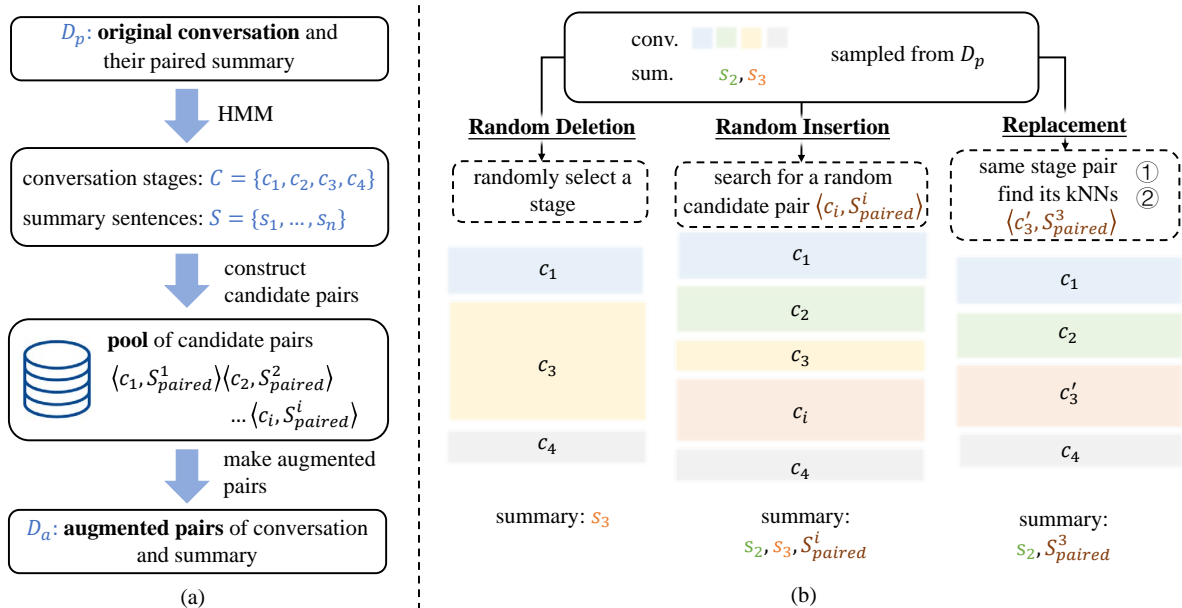 D_p: original conversation and
their paired summary
HMM
conversation stages: C = {c_1, c_2, c_3, c_4}
summary sentences: S = {s_1, ..., s_n}
construct
candidate pairs
pool of candidate pairs
⟨c_1, S^1_paired⟩⟨c_2, S^2_paired⟩
... ⟨c_i, S^i_paired⟩
make augmented
pairs
D_a: augmented pairs of conversation
and summary
(a)
conv.
sum. s_2, s_3
sampled from D_p
Random Deletion
randomly select a
stage
c_1
c_3
c_4
summary: s_3
Random Insertion
search for a random
candidate pair ⟨c_i, S^i_paired⟩
c_1
c_2
c_3
c_i
c_4
summary:
s_2, s_3, S^i_paired
Replacement
same stage pair ①
find its kNNs ②
⟨c'_3, S^3_paired⟩
c_1
c_2
c'_3
c_4
summary:
s_2, S^3_paired
(b)